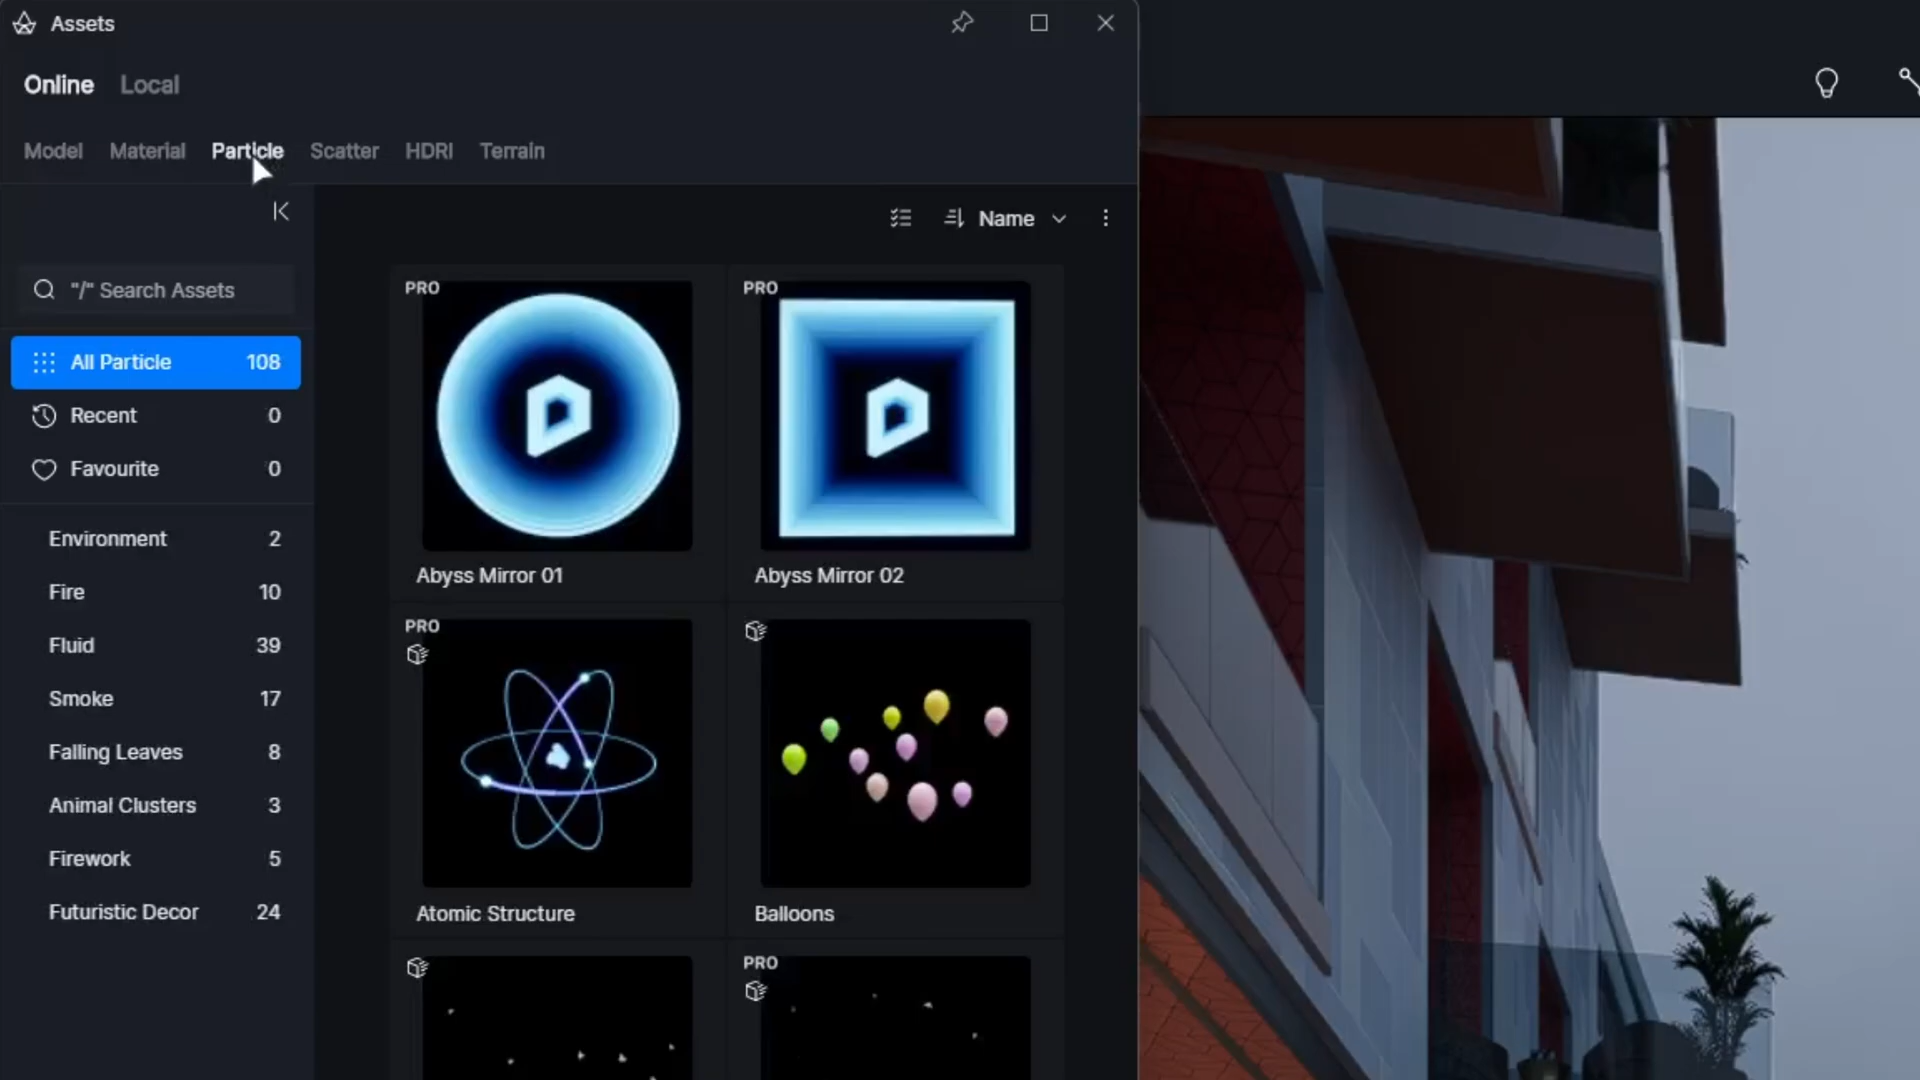 Assets
Online Local
Model Material Particle Scatter HDRI Terrain
Name
"/" Search Assets
All Particle 108
Recent 0
Favourite 0
Environment 2
Fire 10
Fluid 39
Smoke 17
Falling Leaves 8
Animal Clusters 3
Firework 5
Futuristic Decor 24
PRO
Abyss Mirror 01
PRO
Abyss Mirror 02
PRO
Atomic Structure
Balloons
PRO